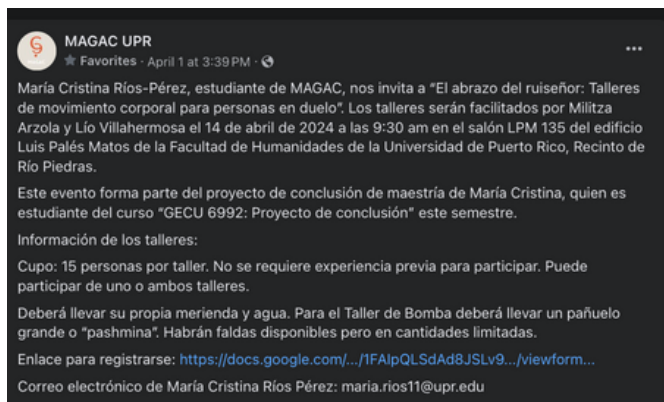 MAGAC UPR
Favorites · April 1 at 3:39 PM ·
María Cristina Ríos-Pérez, estudiante de MAGAC, nos invita a "El abrazo del ruiseñor: Talleres
de movimiento corporal para personas en duelo". Los talleres serán facilitados por Militza
Arzola y Lío Villahermosa el 14 de abril de 2024 a las 9:30 am en el salón LPM 135 del edificio
Luis Palés Matos de la Facultad de Humanidades de la Universidad de Puerto Rico, Recinto de
Río Piedras.
Este evento forma parte del proyecto de conclusión de maestría de María Cristina, quien es
estudiante del curso "GECU 6992: Proyecto de conclusión" este semestre.
Información de los talleres:
Cupo: 15 personas por taller. No se requiere experiencia previa para participar. Puede
participar de uno o ambos talleres.
Deberá llevar su propia merienda y agua. Para el Taller de Bomba deberá llevar un pañuelo
grande o "pashmina". Habrán faldas disponibles pero en cantidades limitadas.
Enlace para registrarse: https://docs.google.com/.../1FAIpQLSdAd8JSLv9.../viewform...
Correo electrónico de María Cristina Ríos Pérez: maria.rios11@upr.edu